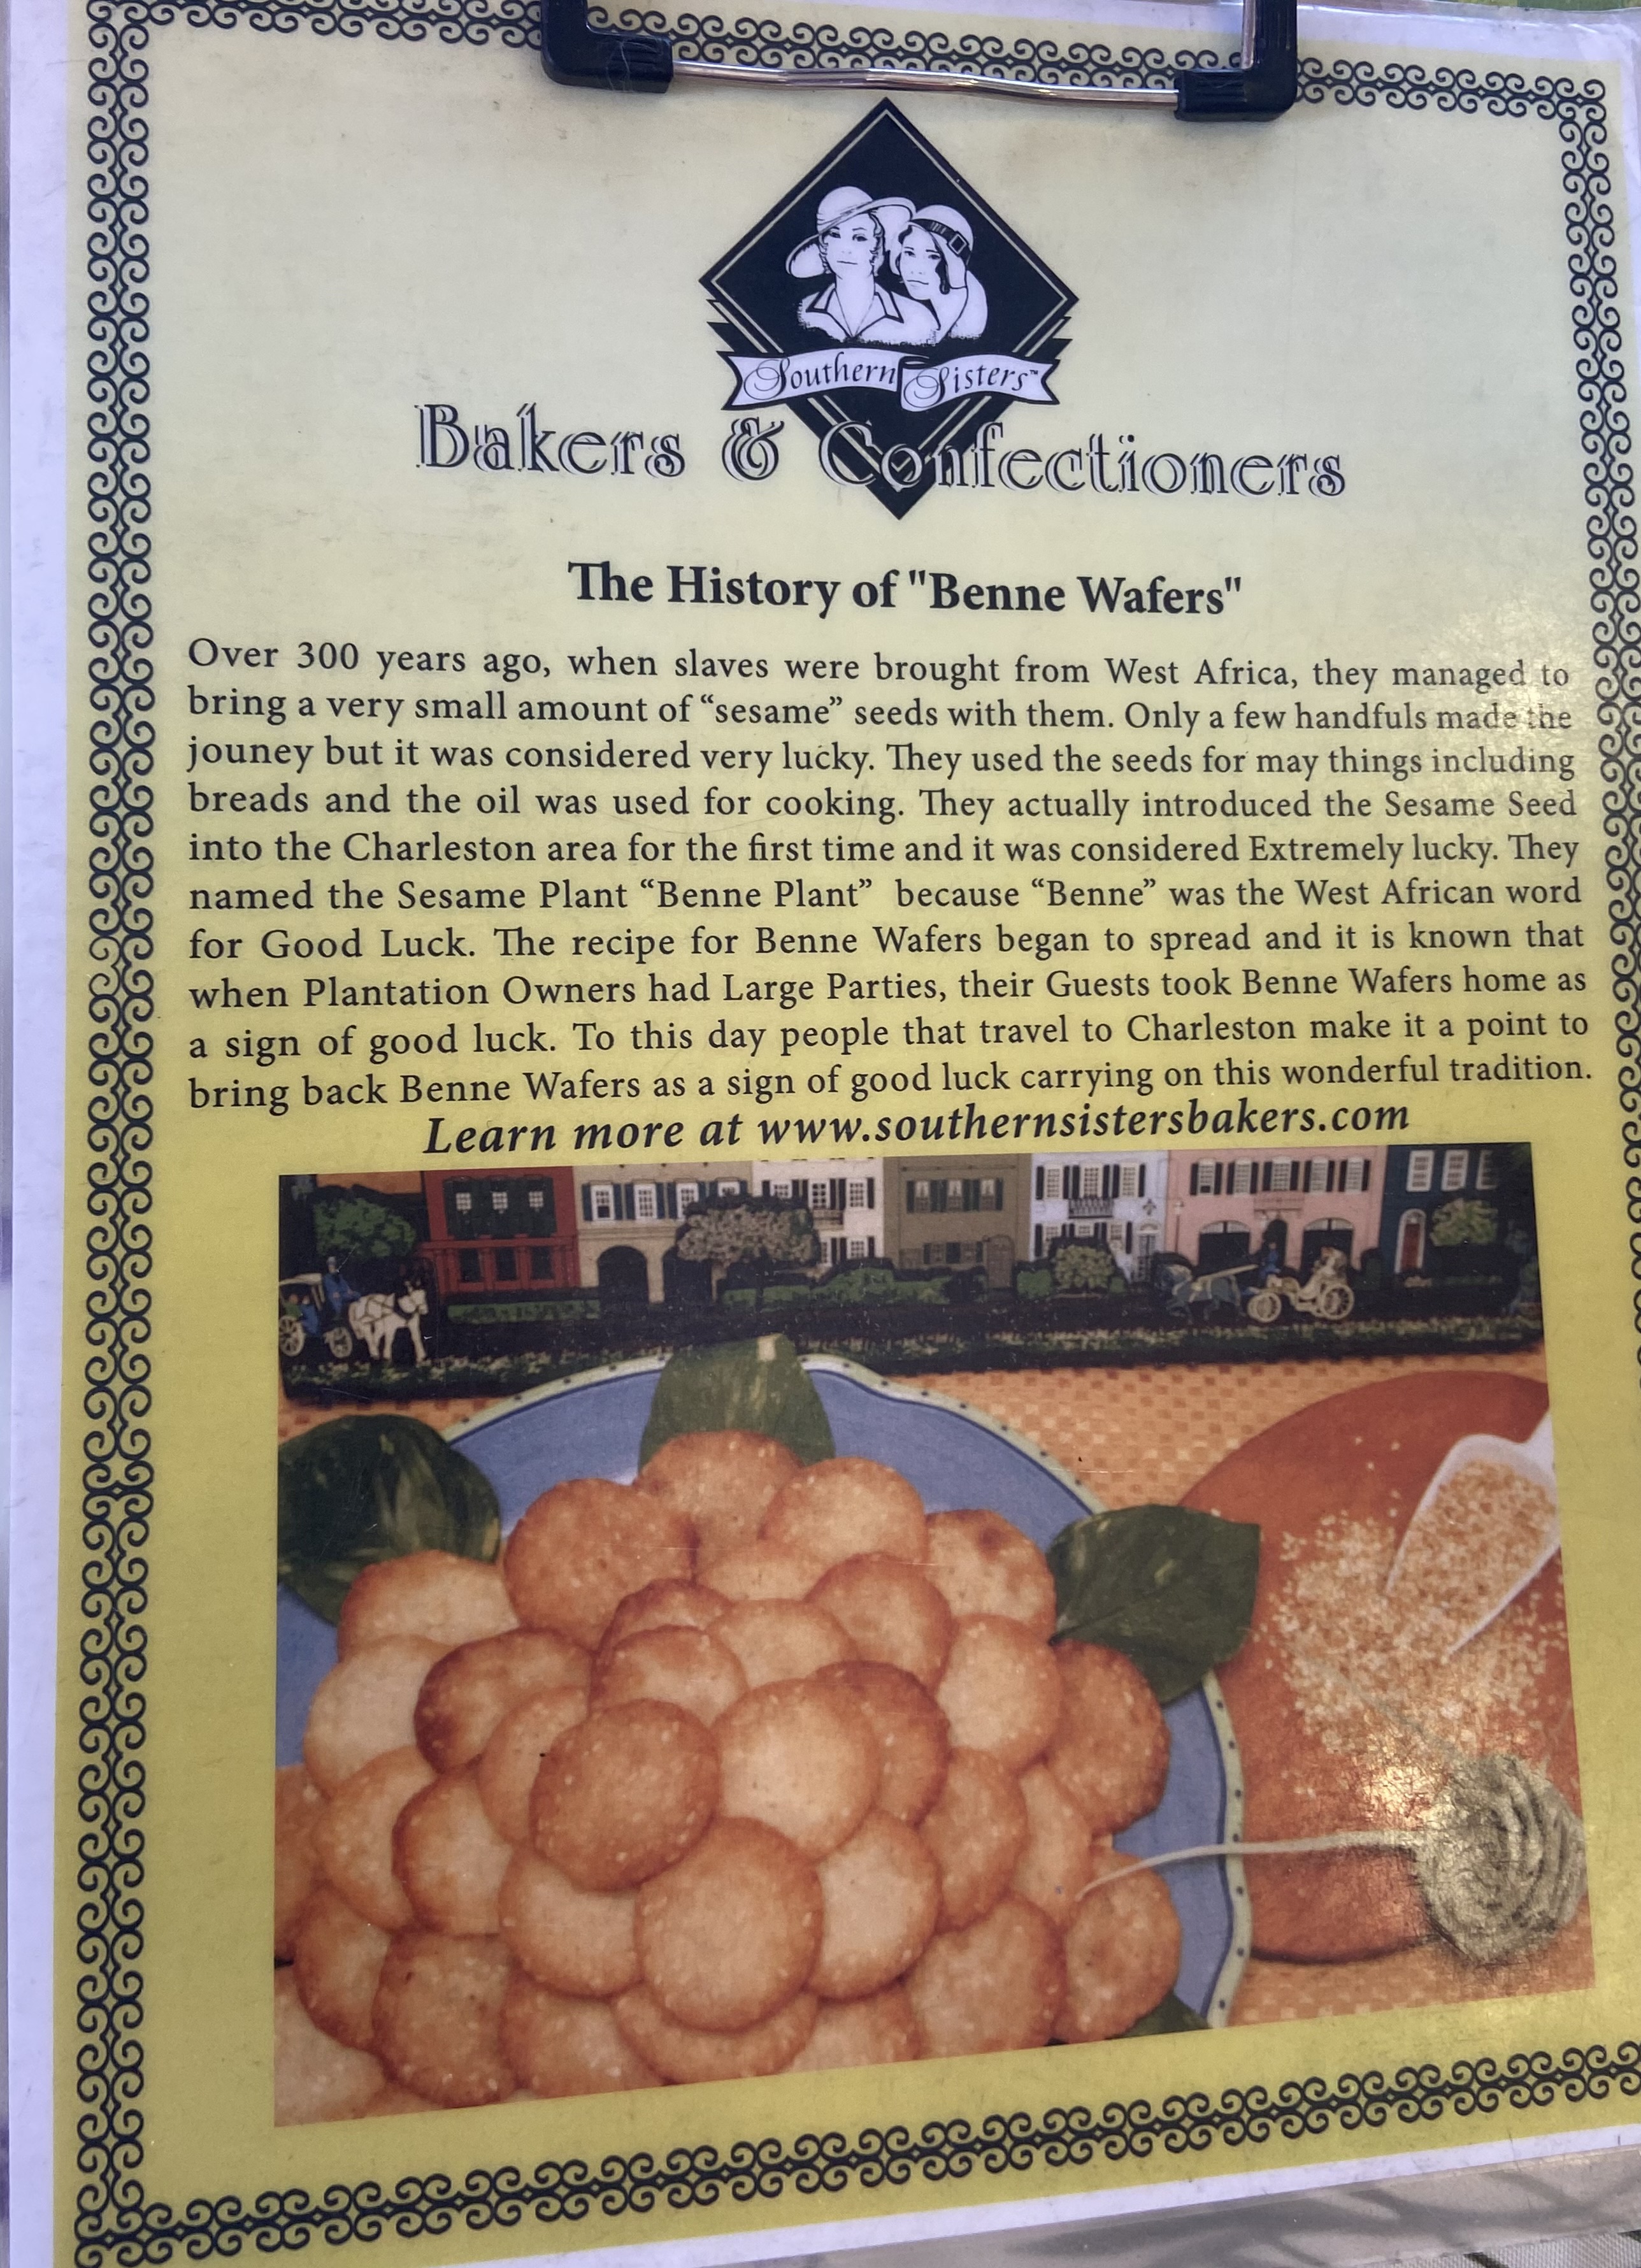 Southern Sisters™
Bakers & Confectioners
The History of "Benne Wafers"
Over 300 years ago, when slaves were brought from West Africa, they managed to
bring a very small amount of “sesame” seeds with them. Only a few handfuls made the
jouney but it was considered very lucky. They used the seeds for may things including
breads and the oil was used for cooking. They actually introduced the Sesame Seed
into the Charleston area for the first time and it was considered Extremely lucky. They
named the Sesame Plant “Benne Plant” because “Benne” was the West African word
for Good Luck. The recipe for Benne Wafers began to spread and it is known that
when Plantation Owners had Large Parties, their Guests took Benne Wafers home as
a sign of good luck. To this day people that travel to Charleston make it a point to
bring back Benne Wafers as a sign of good luck carrying on this wonderful tradition.
Learn more at www.southernsistersbakers.com